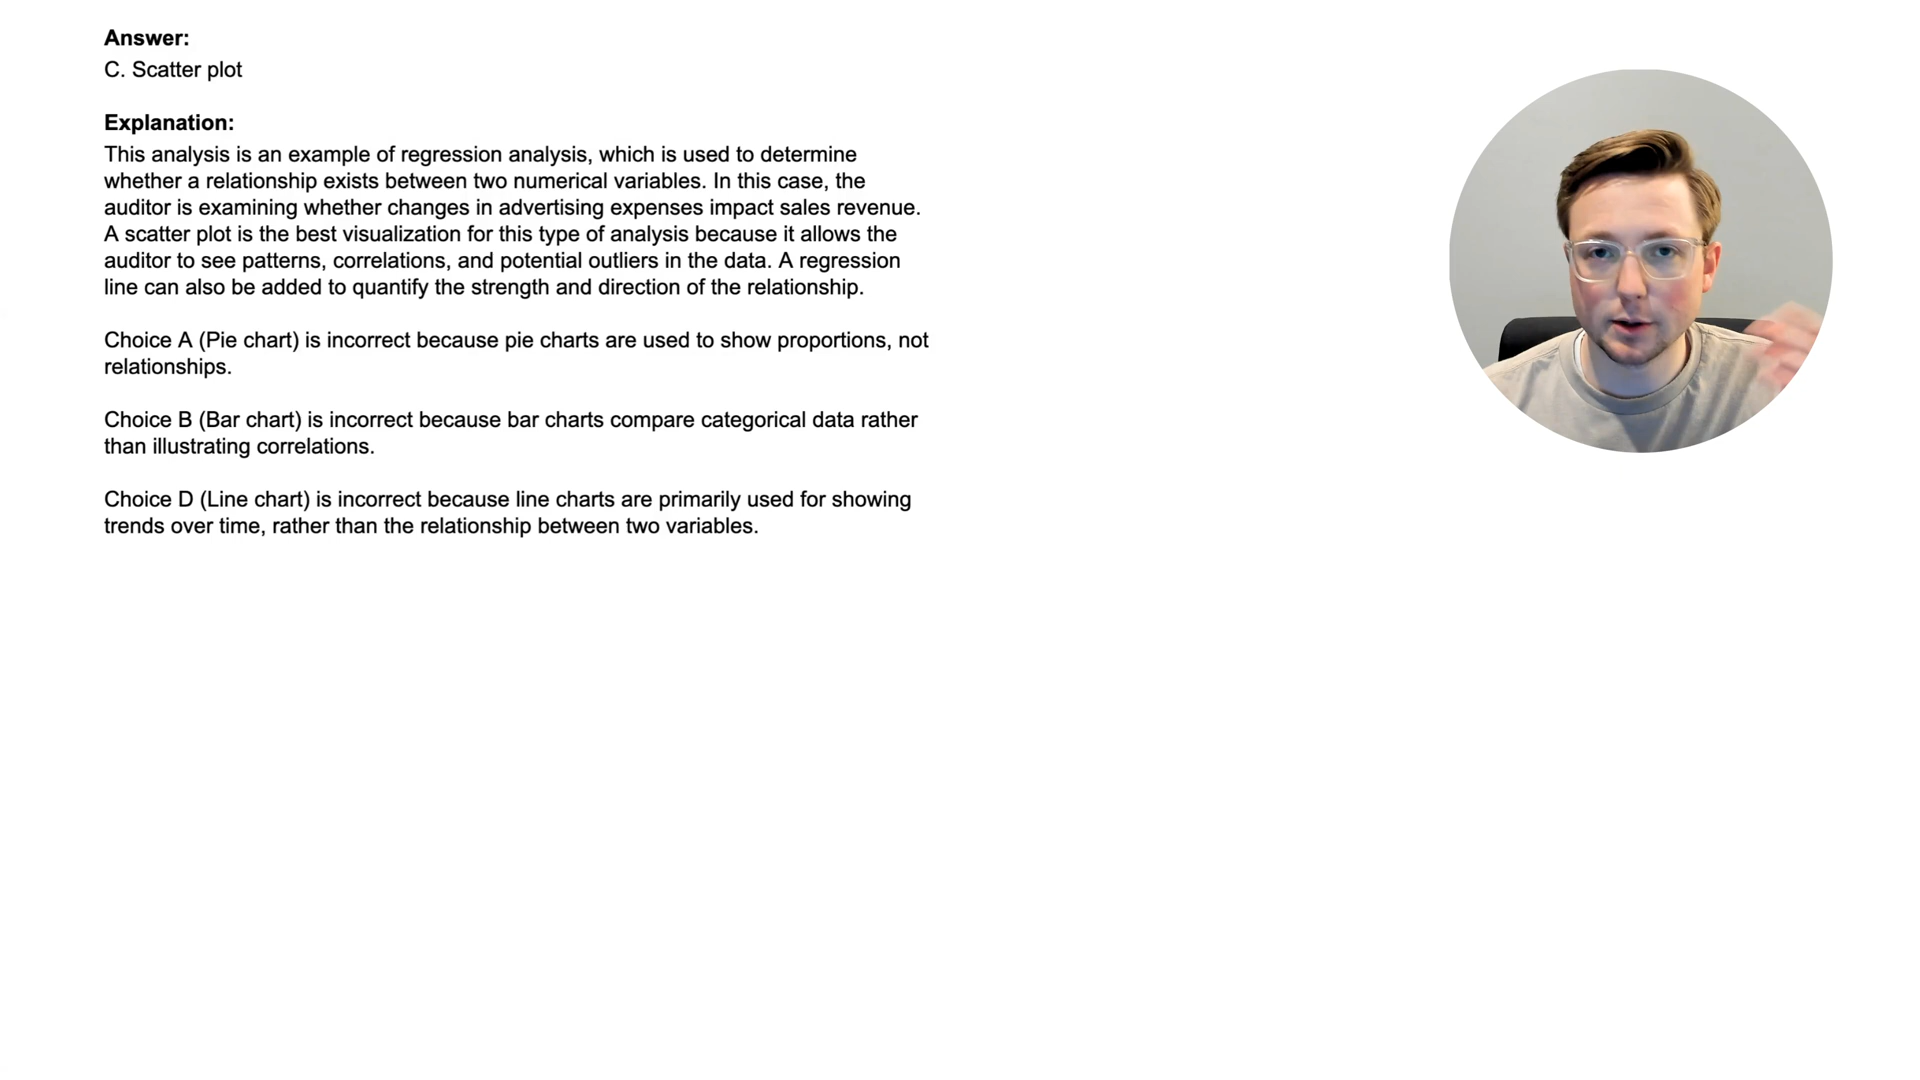 Answer:
C. Scatter plot
Explanation:
This analysis is an example of regression analysis, which is used to determine
whether a relationship exists between two numerical variables. In this case, the
auditor is examining whether changes in advertising expenses impact sales revenue.
A scatter plot is the best visualization for this type of analysis because it allows the
auditor to see patterns, correlations, and potential outliers in the data. A regression
line can also be added to quantify the strength and direction of the relationship.
Choice A (Pie chart) is incorrect because pie charts are used to show proportions, not
relationships.
Choice B (Bar chart) is incorrect because bar charts compare categorical data rather
than illustrating correlations.
Choice D (Line chart) is incorrect because line charts are primarily used for showing
trends over time, rather than the relationship between two variables.